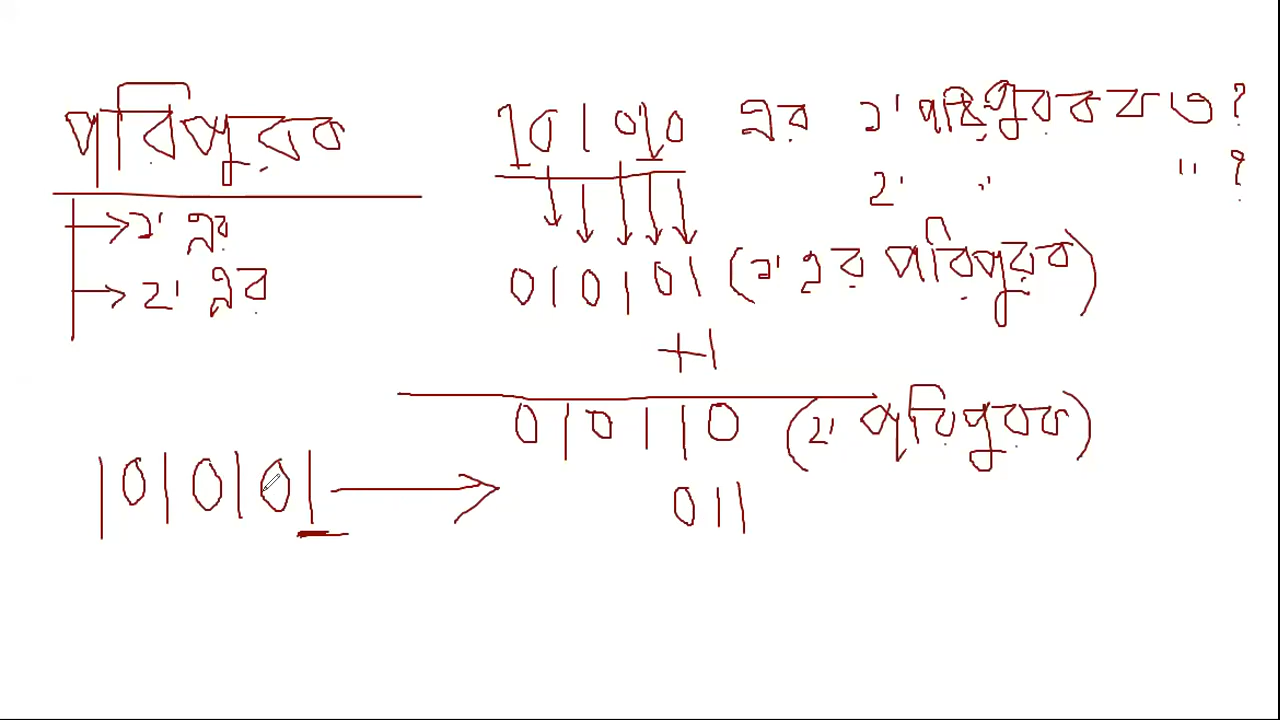 পরিপুরক
১' এর
২' এর
101010 এর ১' পরিপুরক কত ?
২' " " ?
010101 (১' এর পরিপুরক)
+1
010110 (২' পরিপুরক)
1010101
011